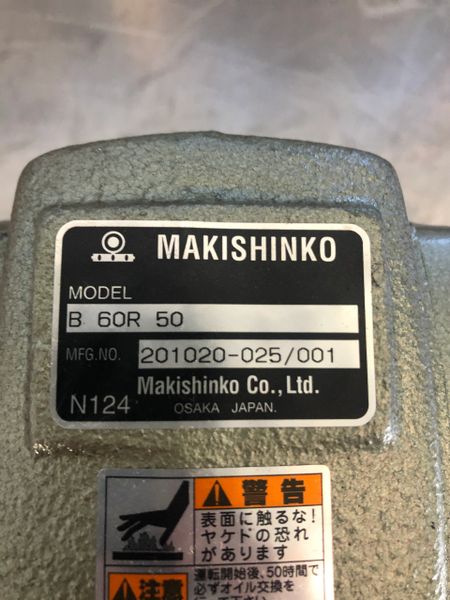 MAKISHINKO
MODEL
B 60R 50
MFG.NO. 201020-025/001
Makishinko Co., Ltd.
N124 OSAKA JAPAN.
警告
表面に触るな!
ヤケドの恐れ
があります
注意
運転開始後、50時間で
必ずオイル交換を